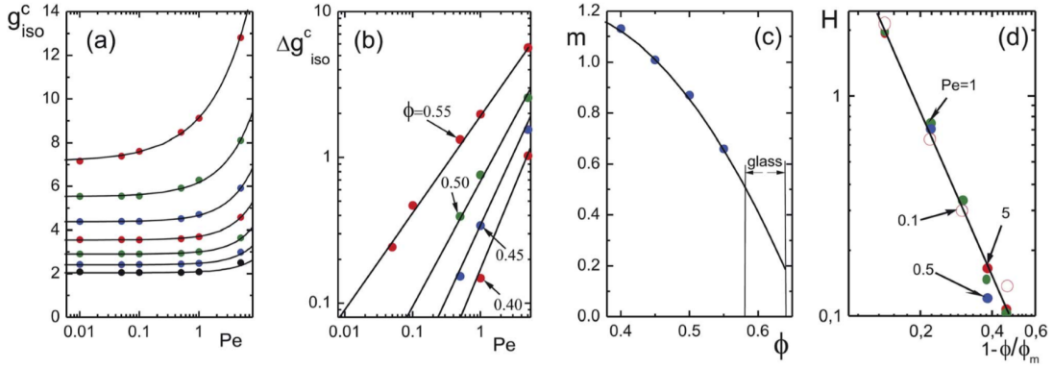 g^c_iso
(a)
14
12
10
8
6
4
2
0
0.01
0.1
1
Pe
Δg^c_iso
(b)
10
1
0.1
ϕ=0.55
0.50
0.45
0.40
0.01
0.1
1
Pe
m
(c)
1.2
1.0
0.8
0.6
0.4
0.2
0.0
glass
0.4
0.5
0.6
ϕ
H
(d)
1
0,1
Pe=1
0.1
5
0.5
0,2
0,4
0,6
1-ϕ/ϕ_m